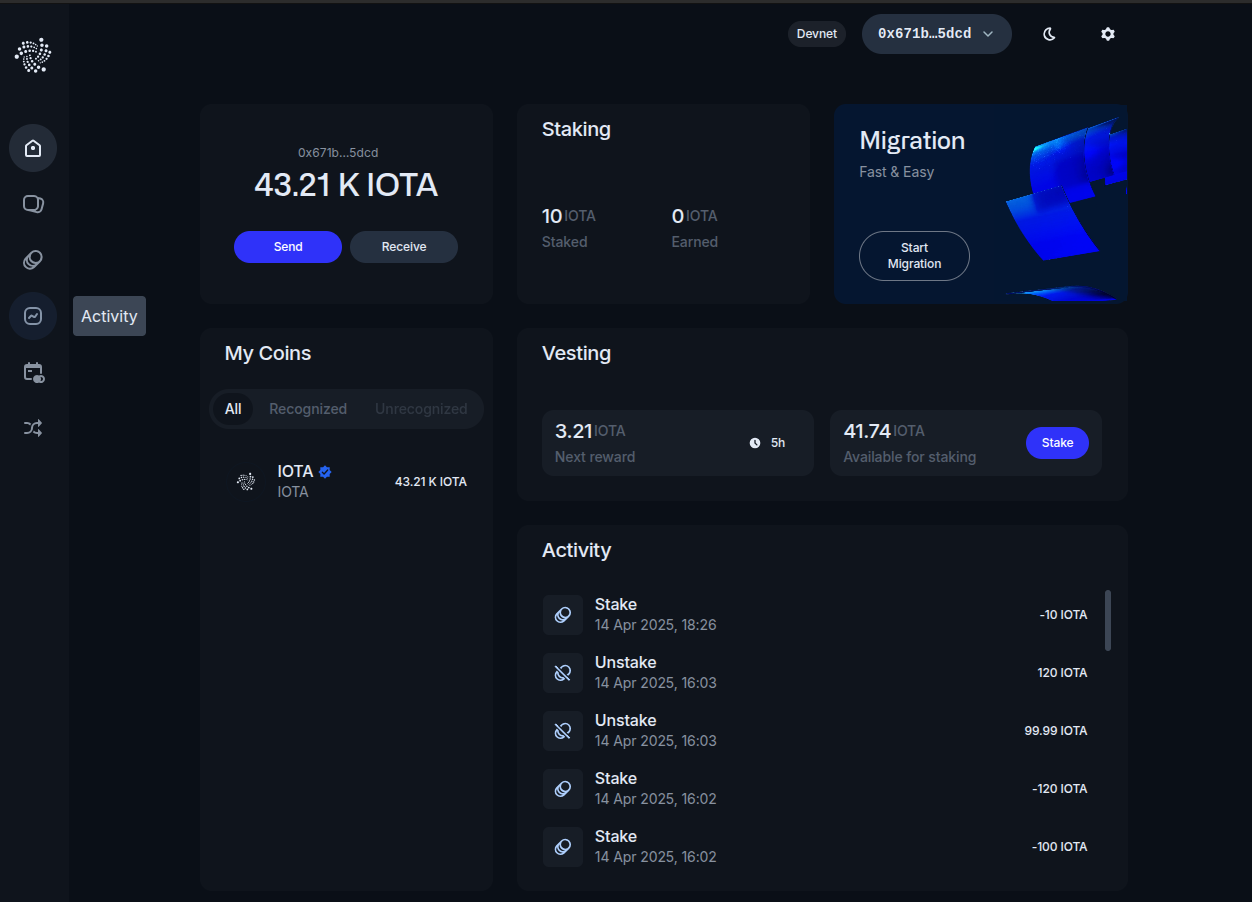 Devnet
0x671b…5dcd
0x671b…5dcd
43.21 K IOTA
Send
Receive
Staking
10 IOTA
Staked
0 IOTA
Earned
Migration
Fast & Easy
Start
Migration
Activity
My Coins
All
Recognized
Unrecognized
IOTA
IOTA
43.21 K IOTA
Vesting
3.21 IOTA
Next reward
5h
41.74 IOTA
Available for staking
Stake
Activity
Stake
14 Apr 2025, 18:26
-10 IOTA
Unstake
14 Apr 2025, 16:03
120 IOTA
Unstake
14 Apr 2025, 16:03
99.99 IOTA
Stake
14 Apr 2025, 16:02
-120 IOTA
Stake
14 Apr 2025, 16:02
-100 IOTA